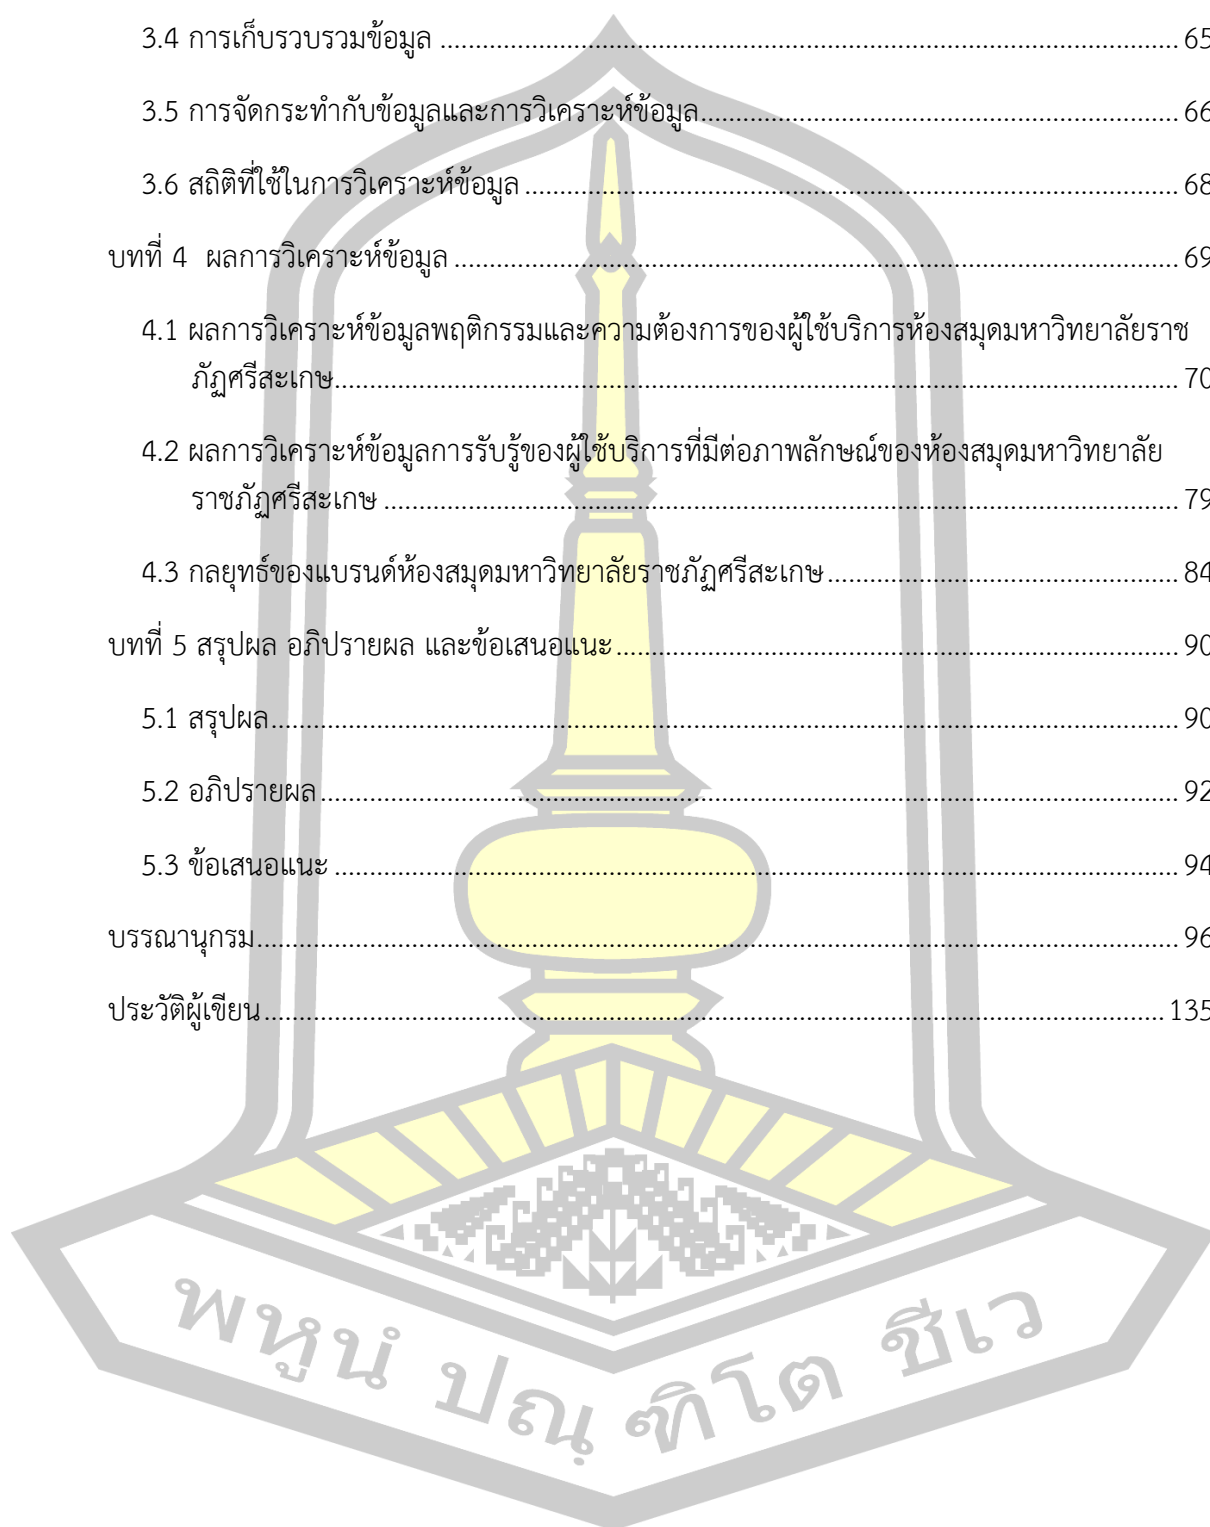 3.4 การเก็บรวบรวมข้อมูล ........................................ 65
3.5 การจัดกระทำกับข้อมูลและการวิเคราะห์ข้อมูล........................................ 66
3.6 สถิติที่ใช้ในการวิเคราะห์ข้อมูล ........................................ 68
บทที่ 4  ผลการวิเคราะห์ข้อมูล ........................................ 69
4.1 ผลการวิเคราะห์ข้อมูลพฤติกรรมและความต้องการของผู้ใช้บริการห้องสมุดมหาวิทยาลัยราช
ภัฏศรีสะเกษ........................................ 70
4.2 ผลการวิเคราะห์ข้อมูลการรับรู้ของผู้ใช้บริการที่มีต่อภาพลักษณ์ของห้องสมุดมหาวิทยาลัย
ราชภัฏศรีสะเกษ ........................................ 79
4.3 กลยุทธ์ของแบรนด์ห้องสมุดมหาวิทยาลัยราชภัฏศรีสะเกษ........................................ 84
บทที่ 5 สรุปผล อภิปรายผล และข้อเสนอแนะ........................................ 90
5.1 สรุปผล........................................ 90
5.2 อภิปรายผล........................................ 92
5.3 ข้อเสนอแนะ ........................................ 94
บรรณานุกรม........................................ 96
ประวัติผู้เขียน........................................ 135
พหูนํ ปณฺฑิโต ชีเว